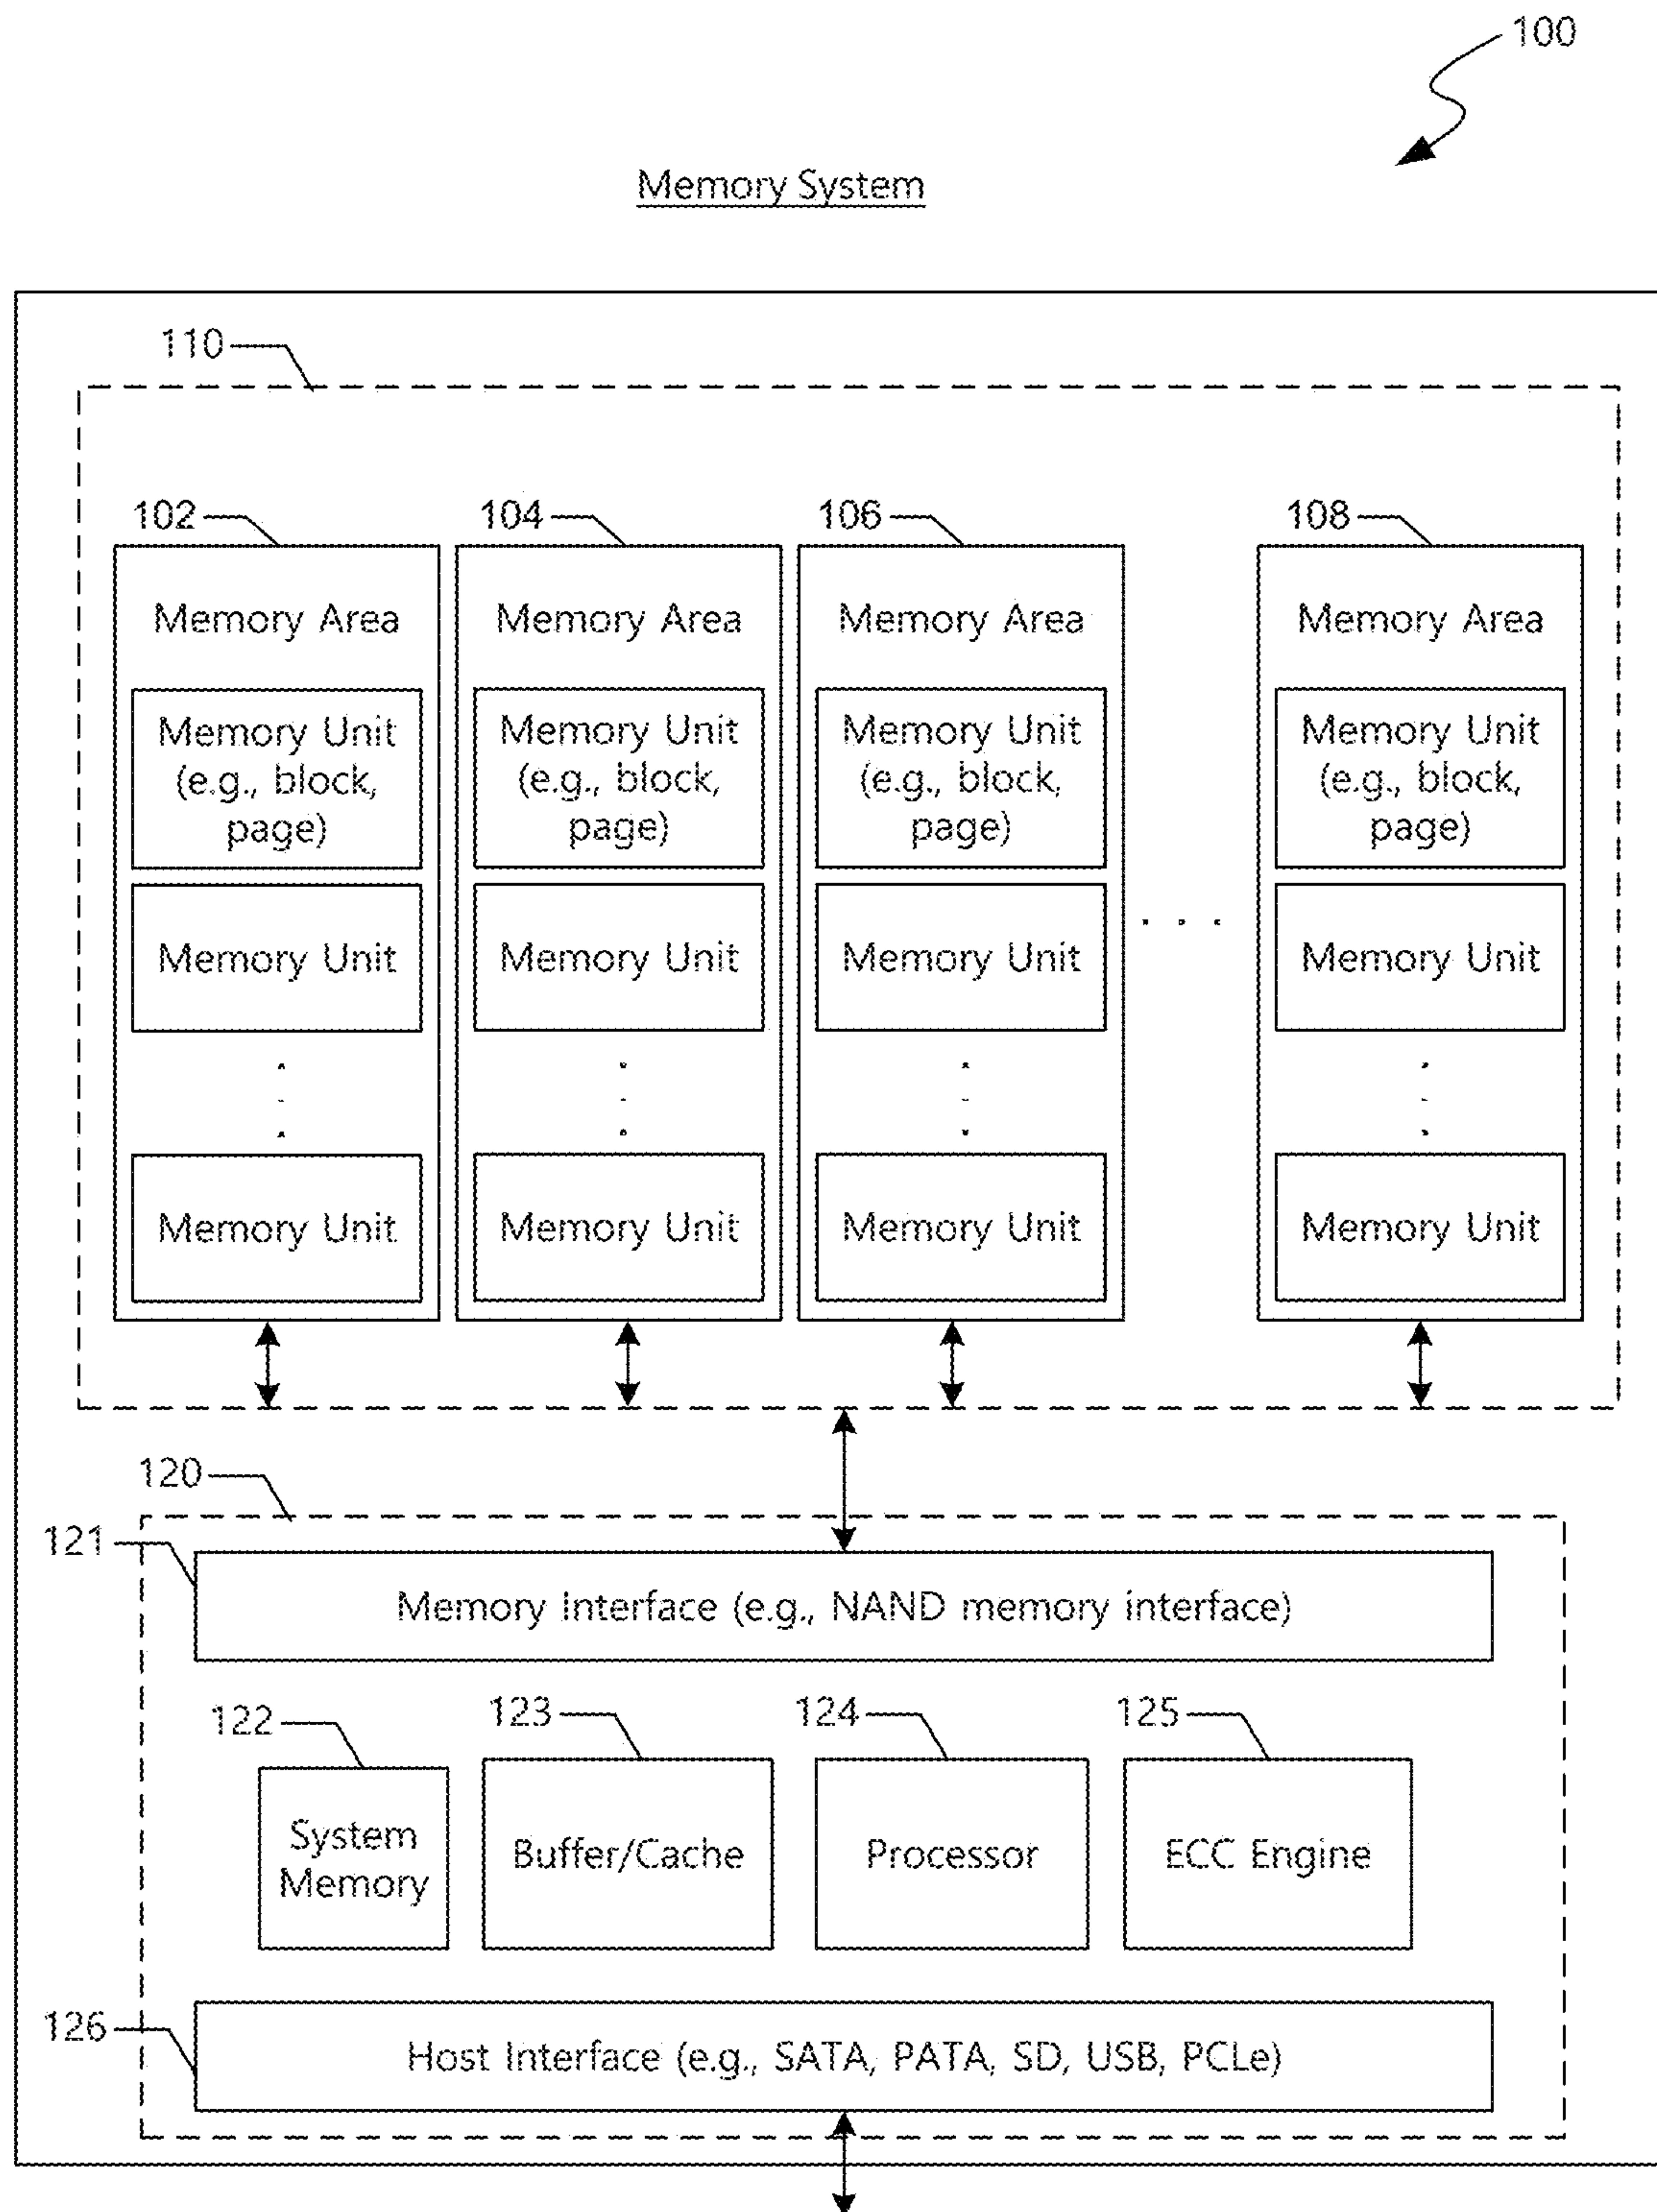 100
Memory System
110
102
104
106
108
Memory Area
Memory Area
Memory Area
Memory Area
Memory Unit
(e.g., block,
page)
Memory Unit
(e.g., block,
page)
Memory Unit
(e.g., block,
page)
Memory Unit
(e.g., block,
page)
Memory Unit
Memory Unit
Memory Unit
. . .
Memory Unit
Memory Unit
Memory Unit
Memory Unit
Memory Unit
120
121
Memory Interface (e.g., NAND memory interface)
122
123
124
125
System
Memory
Buffer/Cache
Processor
ECC Engine
126
Host Interface (e.g., SATA, PATA, SD, USB, PCLe)